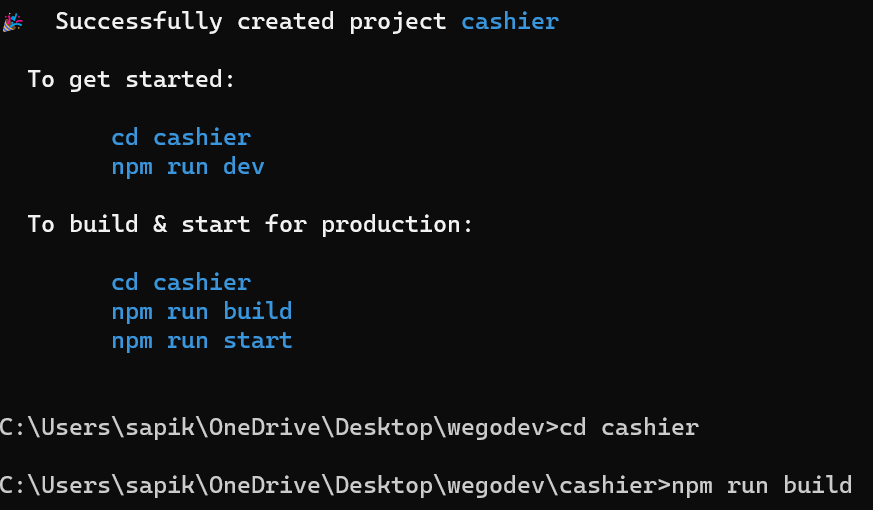 🎉  Successfully created project cashier
To get started:
cd cashier
npm run dev
To build & start for production:
cd cashier
npm run build
npm run start
C:\Users\sapik\OneDrive\Desktop\wegodev>cd cashier
C:\Users\sapik\OneDrive\Desktop\wegodev\cashier>npm run build